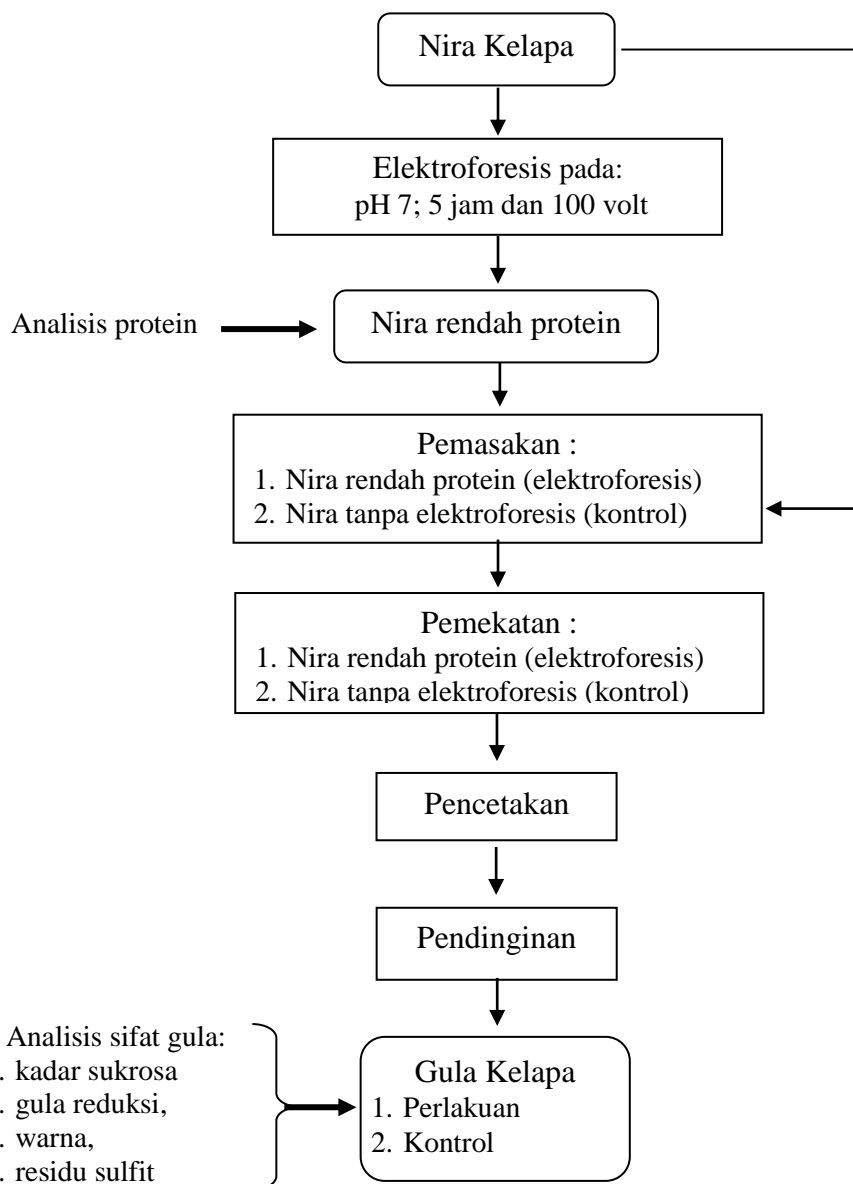 Nira Kelapa
Elektroforesis pada:
pH 7; 5 jam dan 100 volt
Analisis protein
Nira rendah protein
Pemasakan :
1. Nira rendah protein (elektroforesis)
2. Nira tanpa elektroforesis (kontrol)
Pemekatan :
1. Nira rendah protein (elektroforesis)
2. Nira tanpa elektroforesis (kontrol)
Pencetakan
Pendinginan
Analisis sifat gula:
. kadar sukrosa
. gula reduksi,
. warna,
. residu sulfit
Gula Kelapa
1. Perlakuan
2. Kontrol